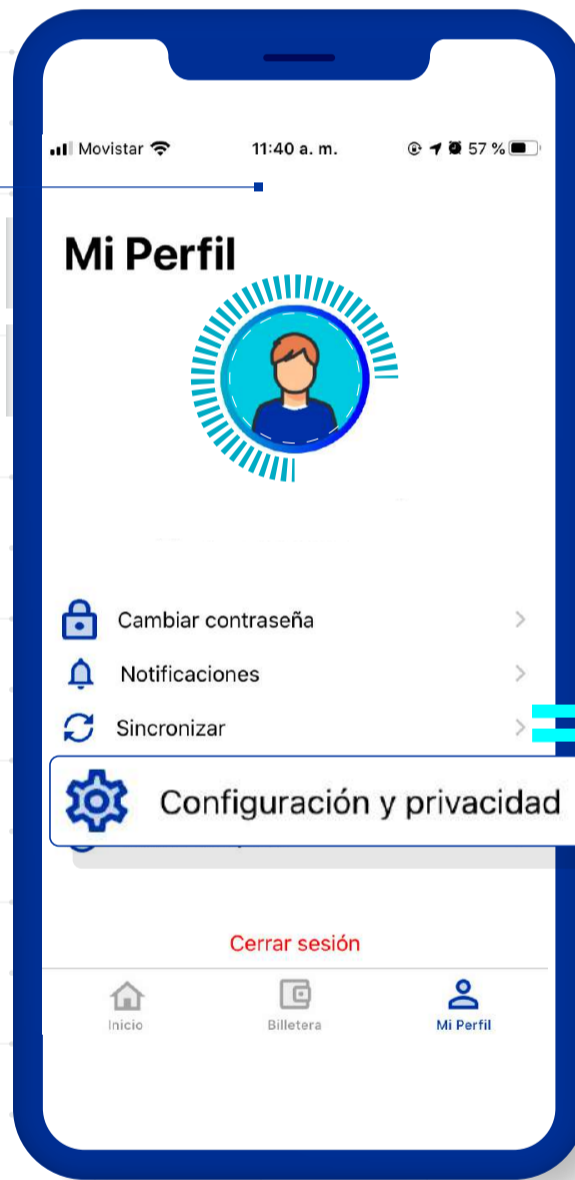 Movistar 11:40 a. m. 57 %
Mi Perfil
Cambiar contraseña
Notificaciones
Sincronizar
Configuración y privacidad
Cerrar sesión
Inicio Billetera Mi Perfil